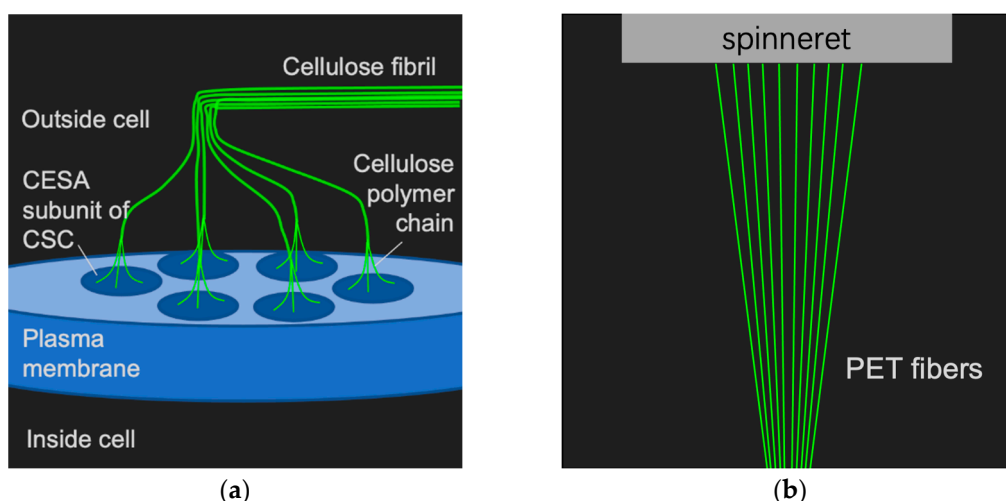 Cellulose fibril
Outside cell
CESA
subunit of
CSC
Cellulose
polymer
chain
Plasma
membrane
Inside cell
(a)
spinneret
PET fibers
(b)